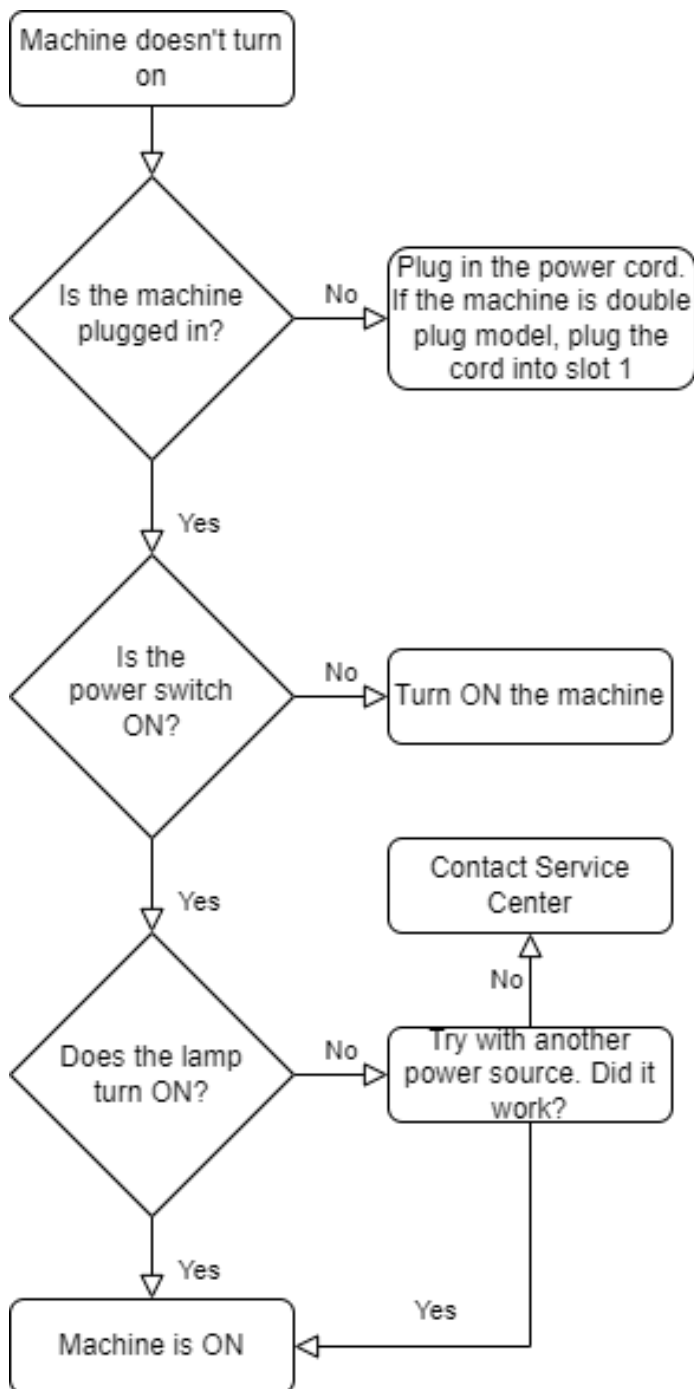 Machine doesn't turn
on
Is the machine
plugged in?
No
Plug in the power cord.
If the machine is double
plug model, plug the
cord into slot 1
Yes
Is the
power switch
ON?
No
Turn ON the machine
Yes
Contact Service
Center
No
Does the lamp
turn ON?
No
Try with another
power source. Did it
work?
Yes
Yes
Machine is ON